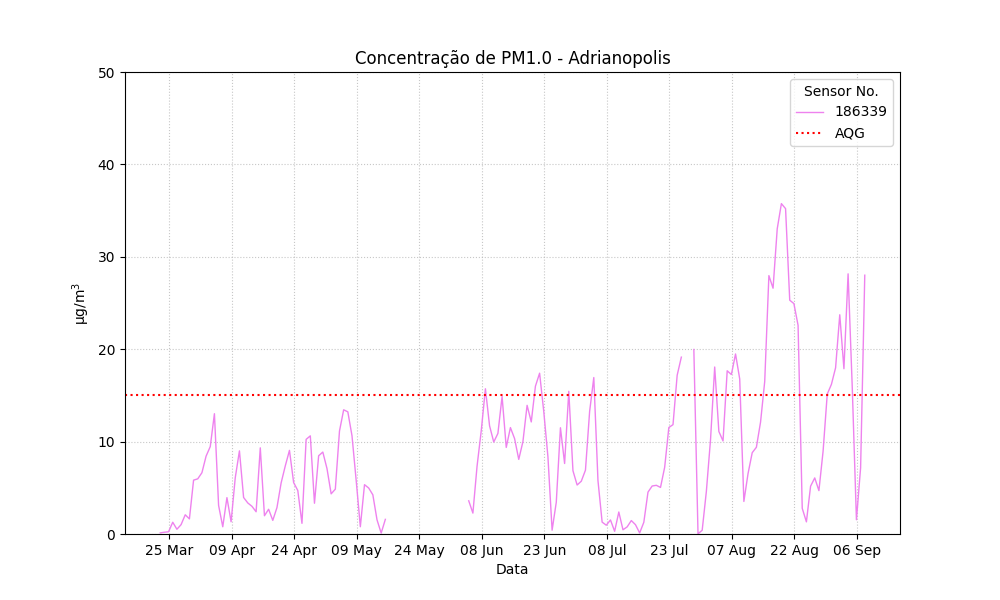 Concentração de PM1.0 - Adrianopolis
50
40
30
20
10
0
µg/m³
Sensor No.
186339
AQG
25 Mar 09 Apr 24 Apr 09 May 24 May 08 Jun 23 Jun 08 Jul 23 Jul 07 Aug 22 Aug 06 Sep
Data